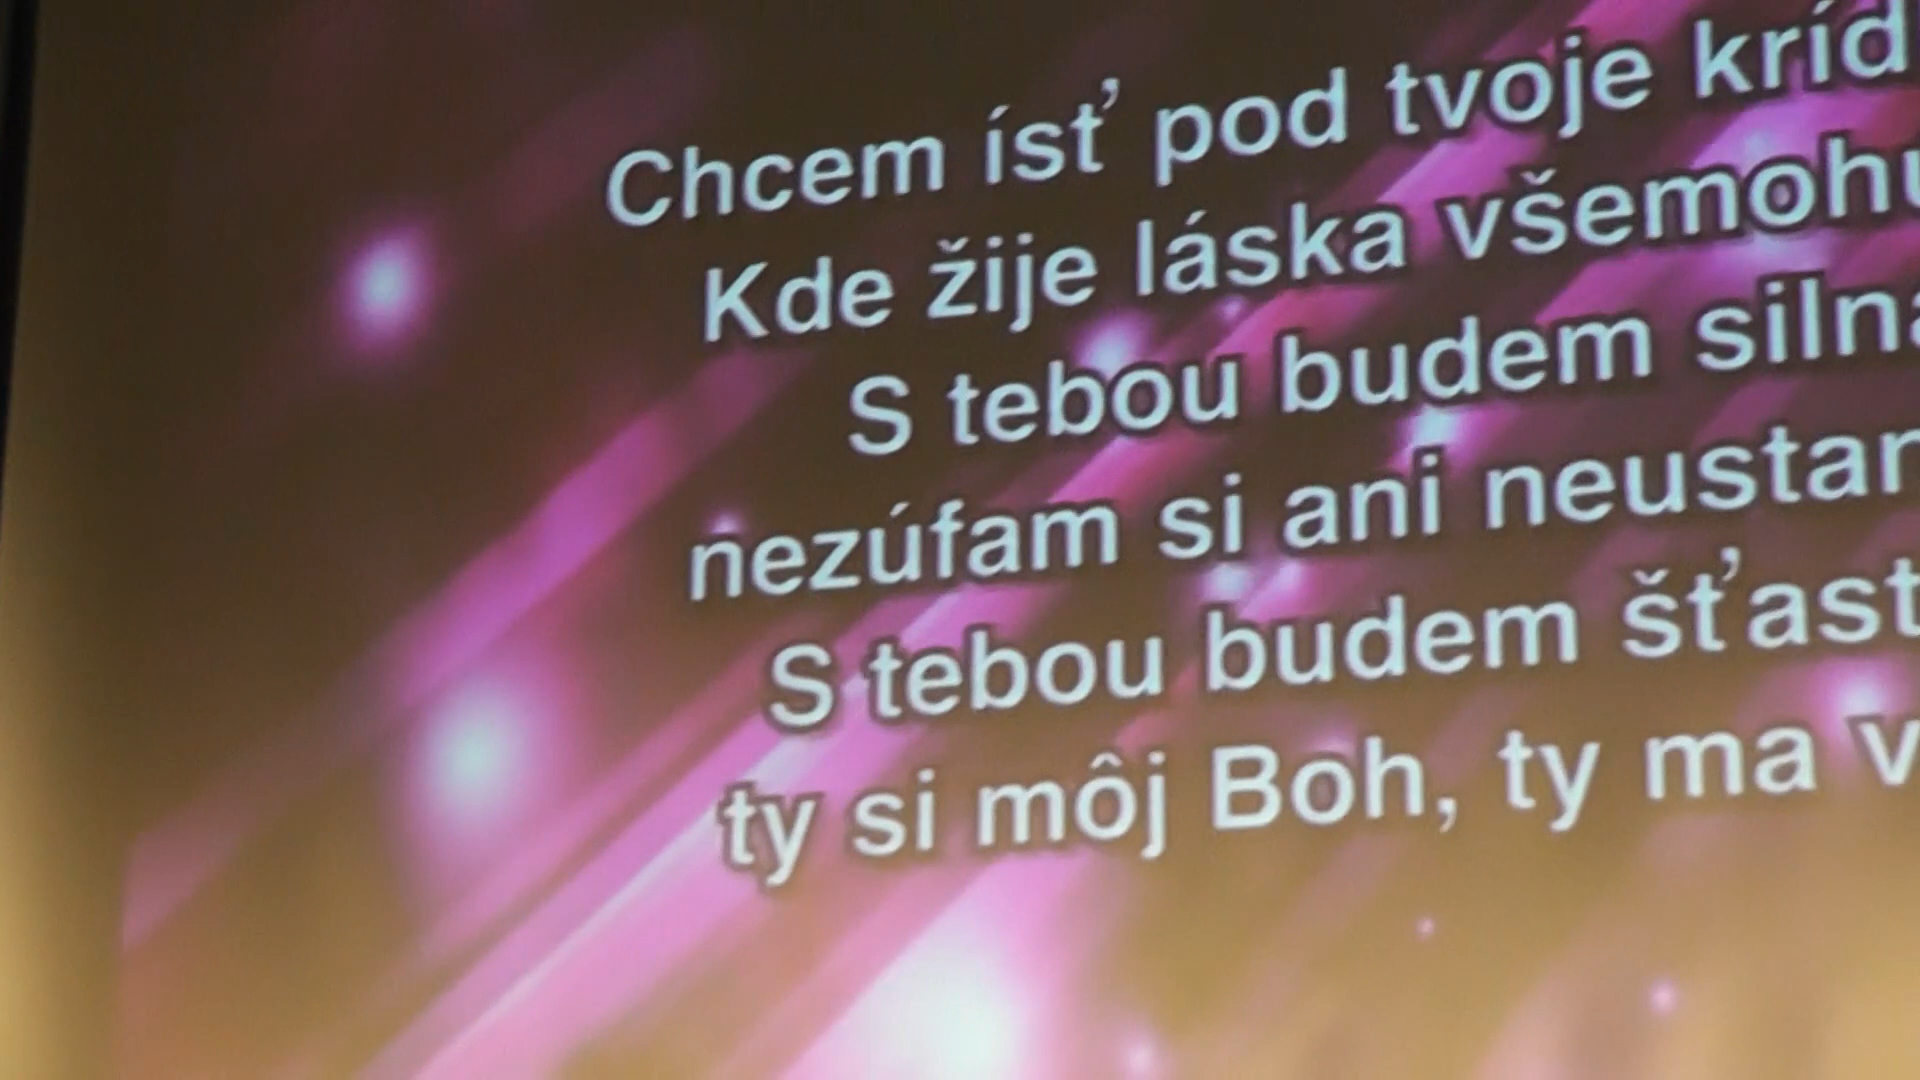 Chcem ísť pod tvoje
Kde žije láska
S tebou budem
nezúfam si ani
S tebou budem
ty si môj Boh, ty ma